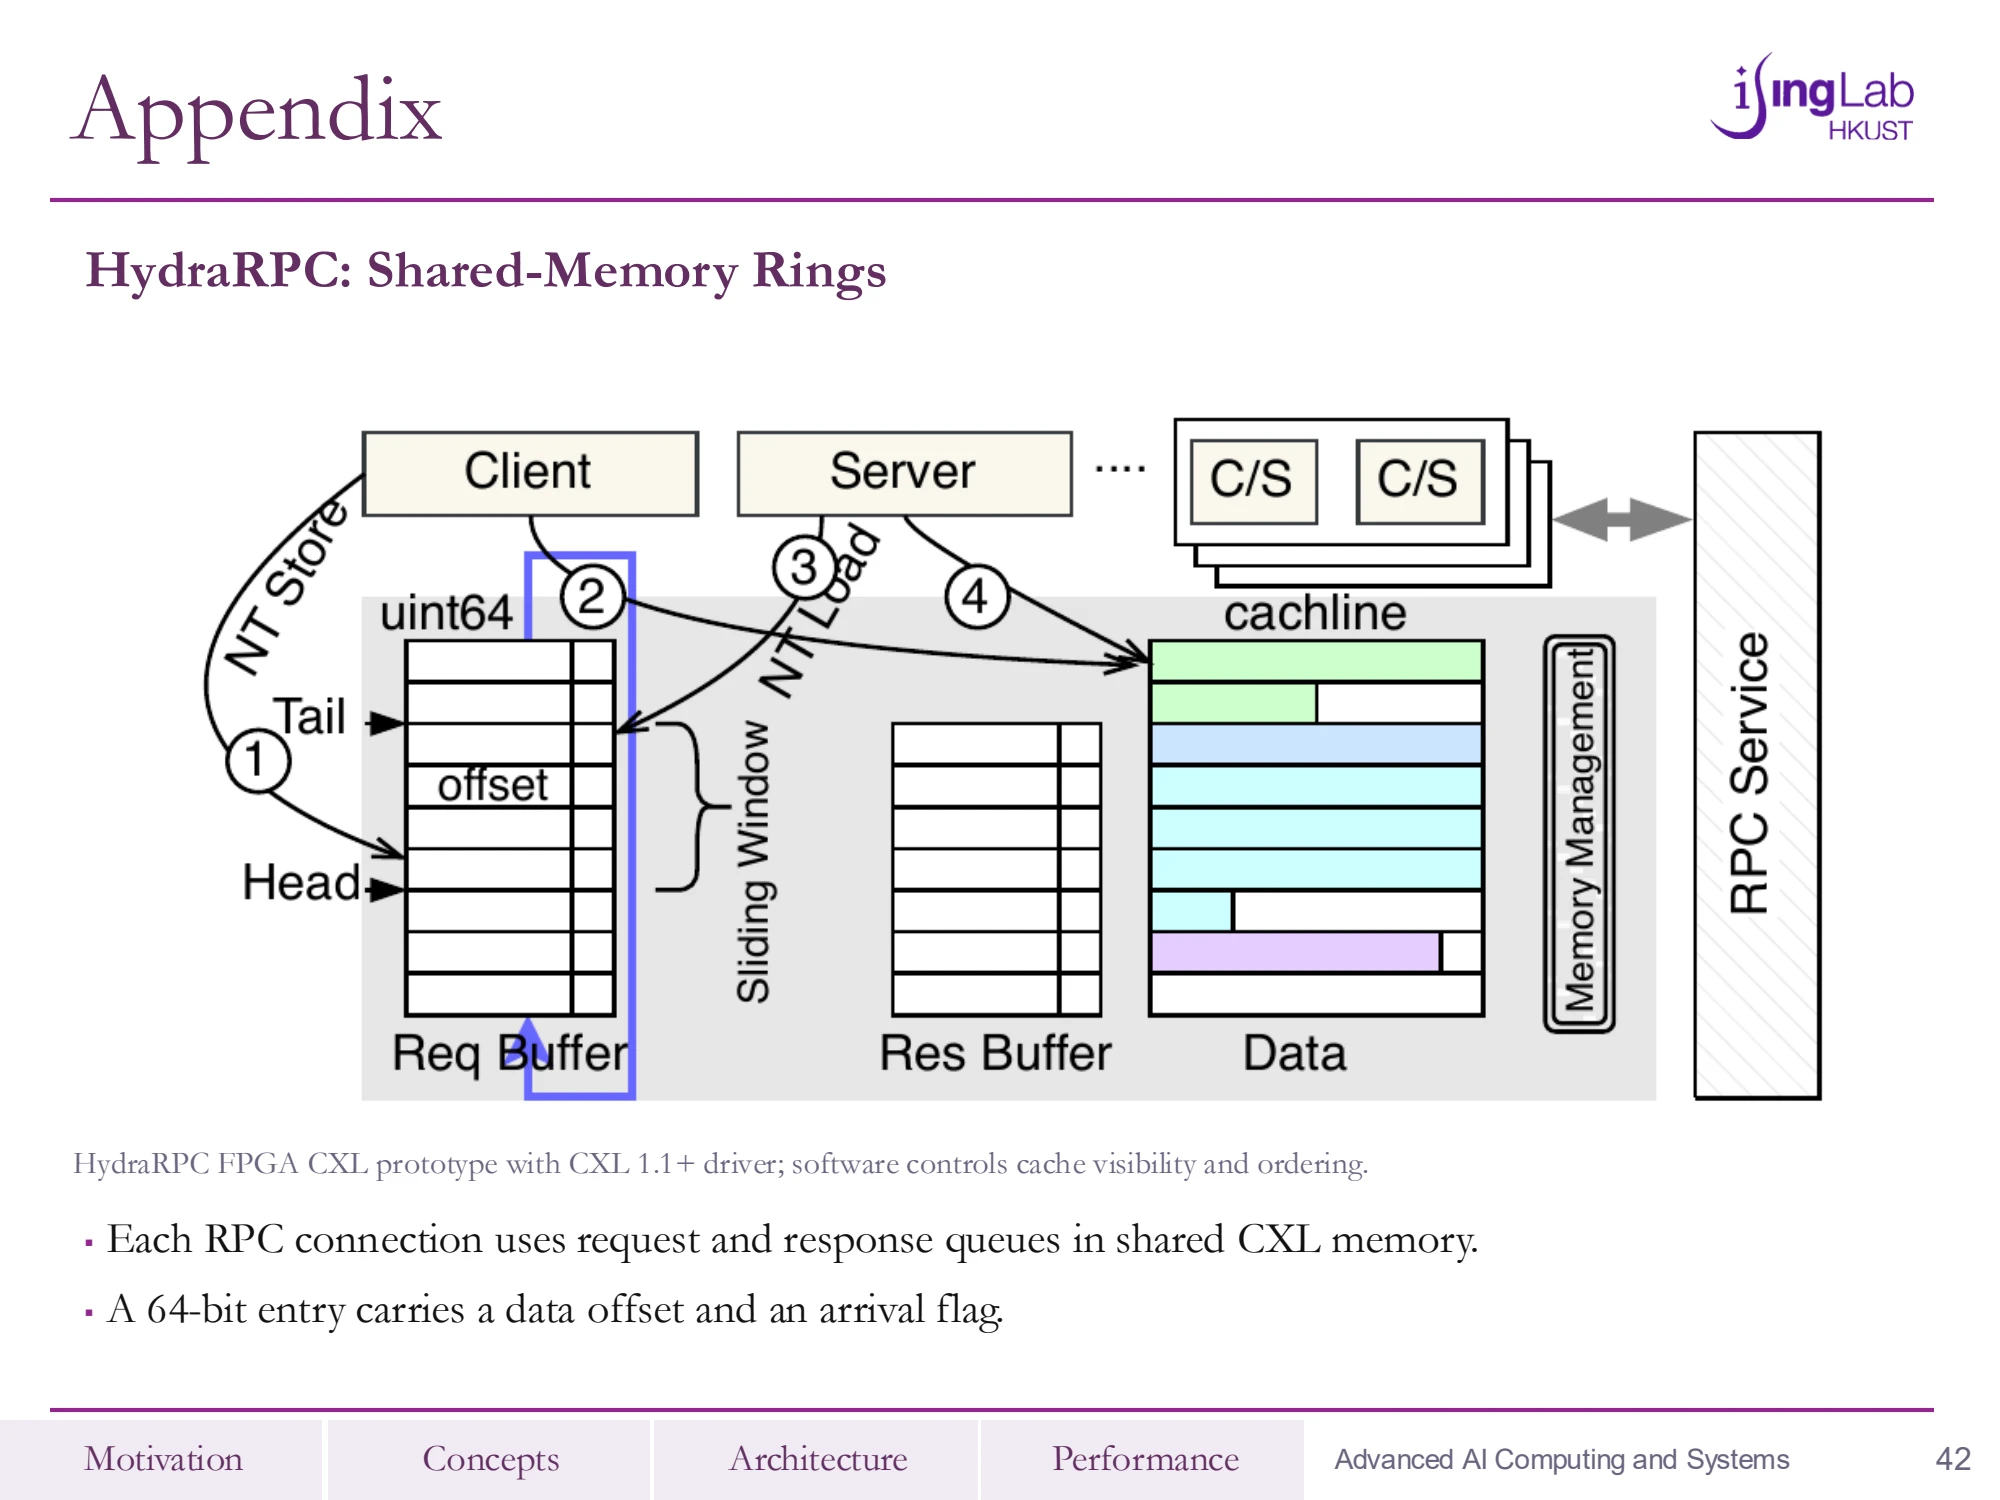 Appendix
isingLab
HKUST
HydraRPC: Shared-Memory Rings
Client
Server
....
C/S
C/S
NT Store
2
3
NT Load
4
uint64
cachline
Tail
1
offset
Head
Sliding Window
Memory Management
RPC Service
Req Buffer
Res Buffer
Data
HydraRPC FPGA CXL prototype with CXL 1.1+ driver; software controls cache visibility and ordering.
▪ Each RPC connection uses request and response queues in shared CXL memory.
▪ A 64-bit entry carries a data offset and an arrival flag.
Motivation
Concepts
Architecture
Performance
Advanced AI Computing and Systems
42